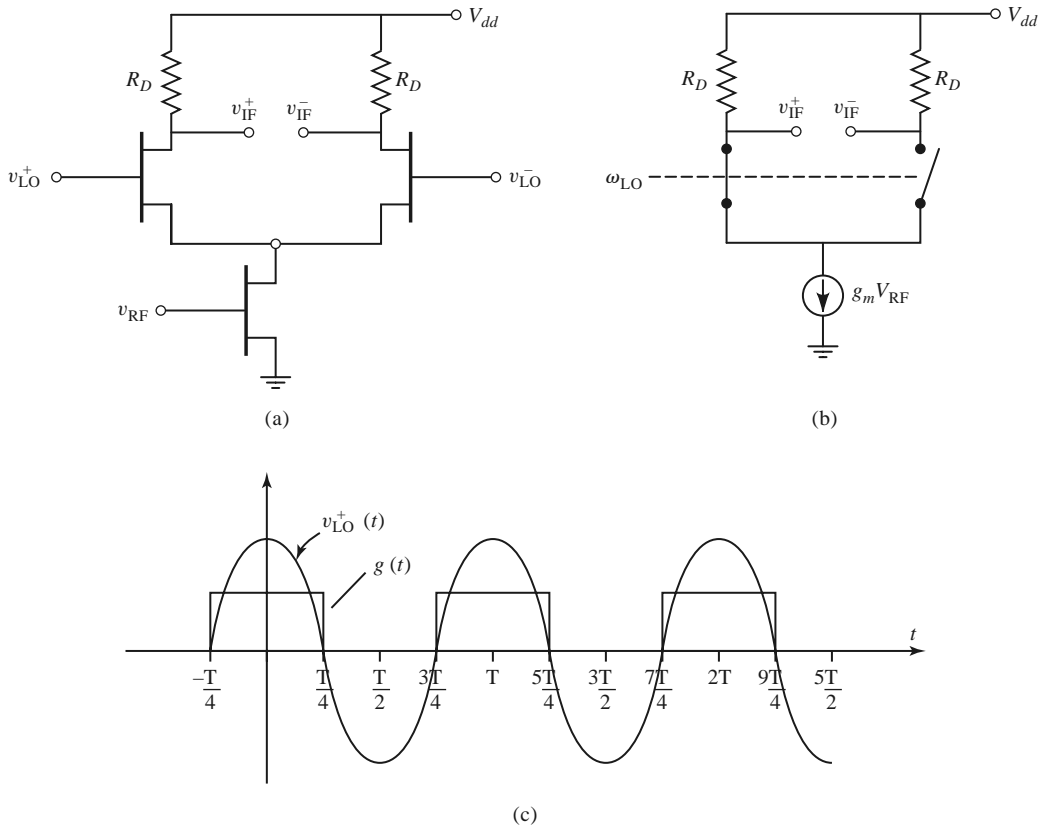 V_dd
R_D
R_D
v_IF^+
v_IF^-
v_LO^+
v_LO^-
v_RF
(a)
V_dd
R_D
R_D
v_IF^+
v_IF^-
ω_LO
g_m V_RF
(b)
v_LO^+ (t)
g (t)
t
−T/4
T/4
T/2
3T/4
T
5T/4
3T/2
7T/4
2T
9T/4
5T/2
(c)